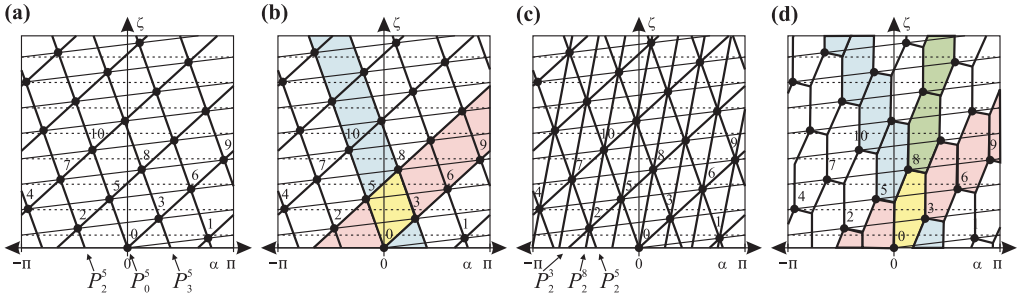 (a) ζ (b) ζ (c) ζ (d) ζ
10 10 10 10
7 8 9 7 8 9 7 8 9 7 8 9
4 5 6 4 5 6 4 5 6 4 5 6
2 3 2 3 2 3 2 3
0 1 0 1 0 1 0 1
−π 0 α π −π 0 α π −π 0 α π −π 0 α π
P₂⁵ P₀⁵ P₃⁵ P₂³ P₂⁸ P₂⁵